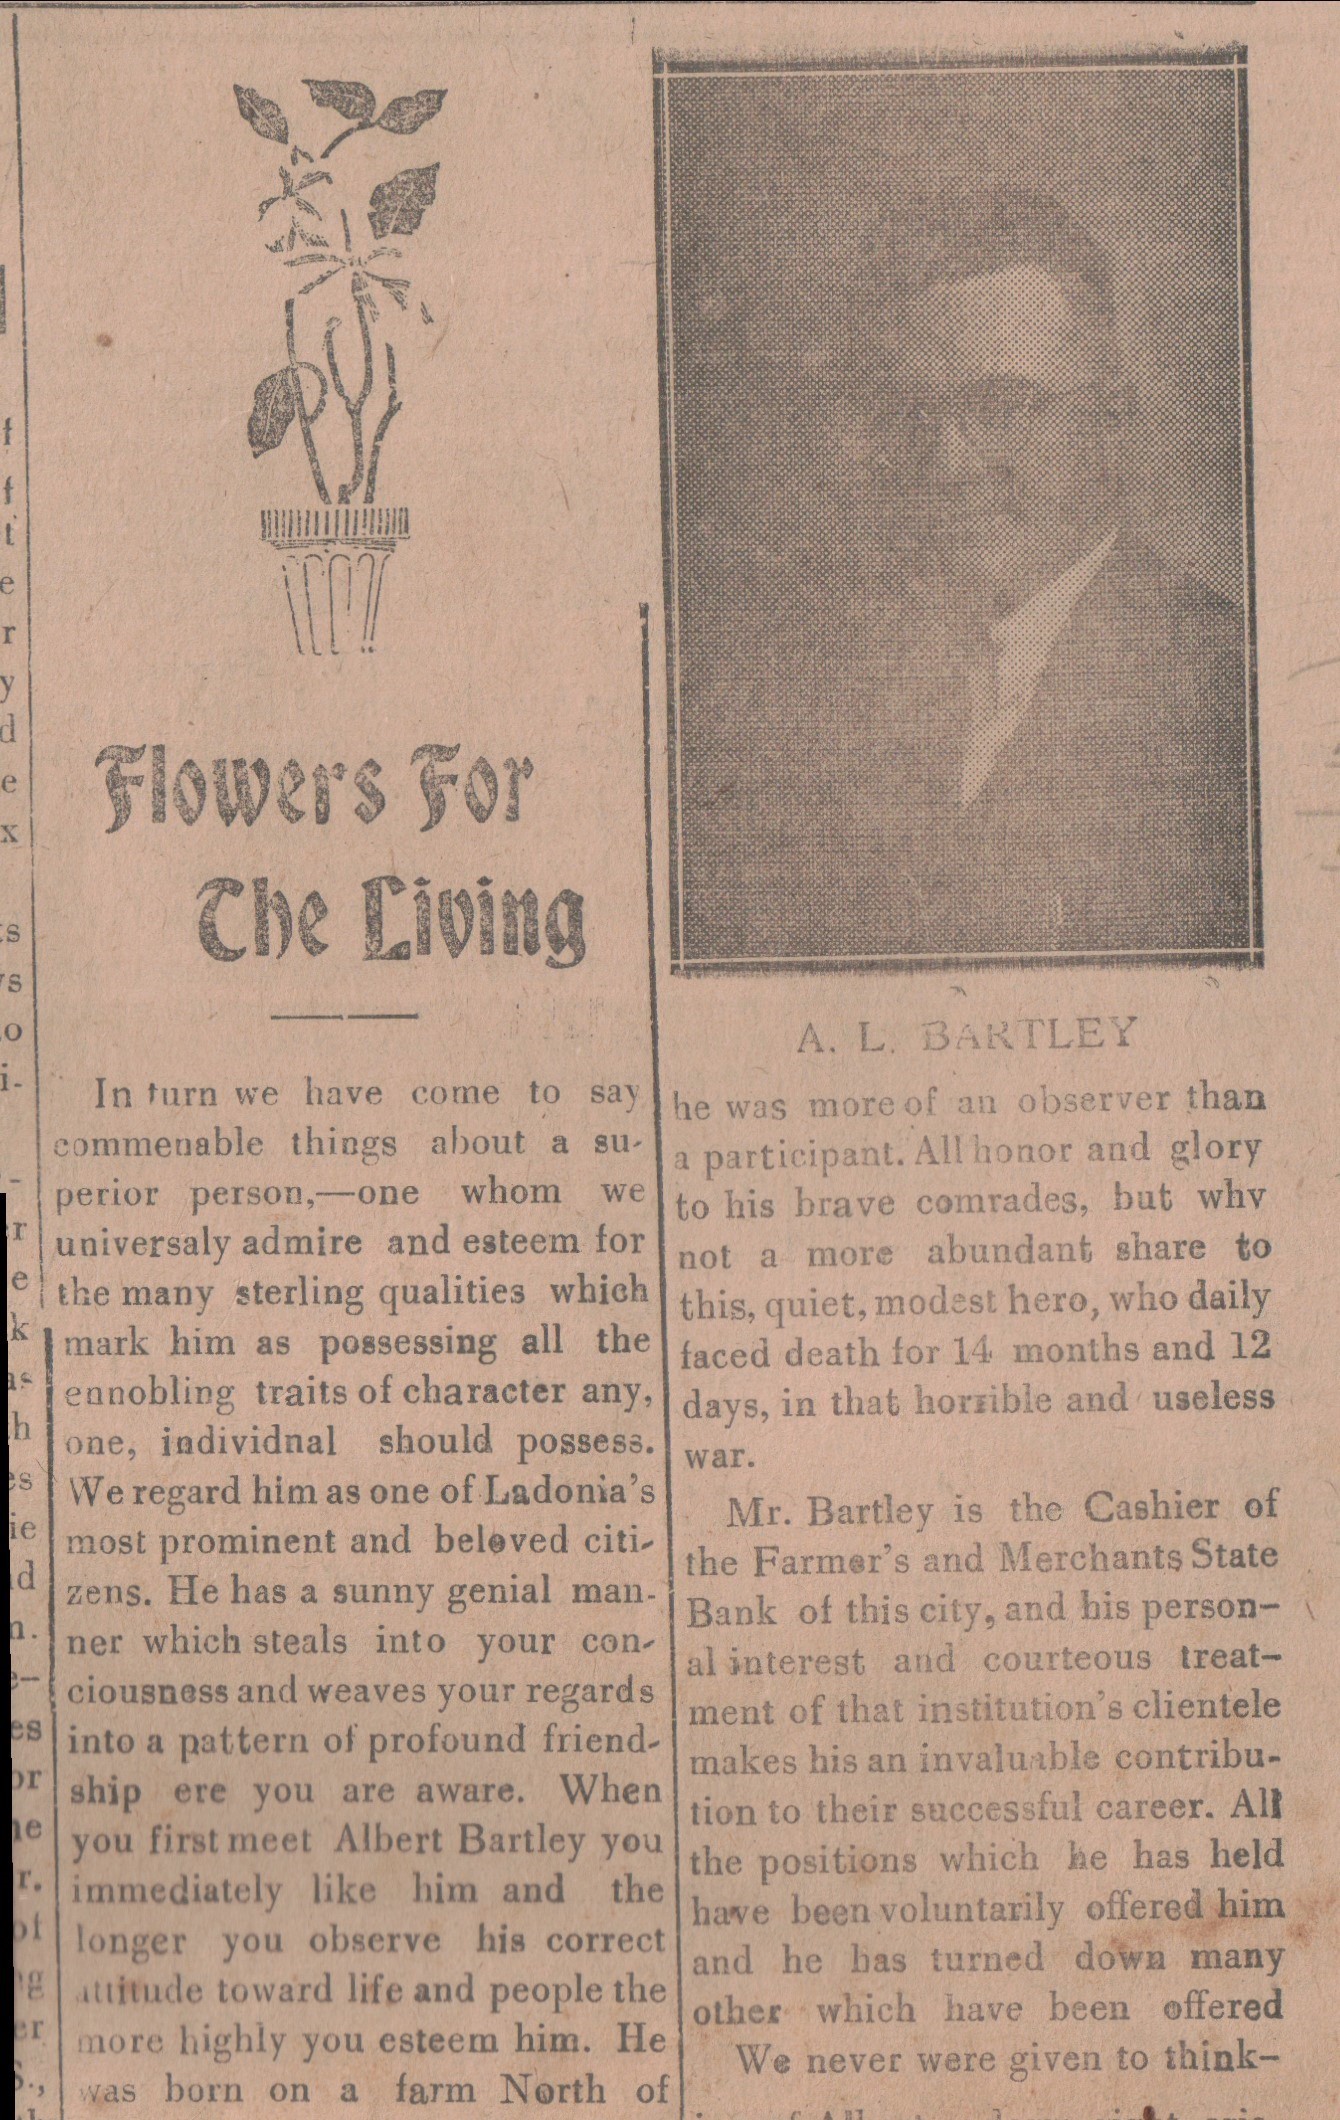 Flowers For
The Living
In turn we have come to say
commenable things about a su-
perior person,—one whom we
universaly admire and esteem for
the many sterling qualities which
mark him as possessing all the
ennobling traits of character any,
one, individnal should possess.
We regard him as one of Ladonia's
most prominent and beloved citi-
zens. He has a sunny genial man-
ner which steals into your con-
ciousness and weaves your regards
into a pattern of profound friend-
ship ere you are aware. When
you first meet Albert Bartley you
immediately like him and the
longer you observe his correct
attitude toward life and people the
more highly you esteem him. He
was born on a farm North of
A. L. BARTLEY
he was more of an observer than
a participant. All honor and glory
to his brave comrades, but why
not a more abundant share to
this, quiet, modest hero, who daily
faced death for 14 months and 12
days, in that horrible and useless
war.
Mr. Bartley is the Cashier of
the Farmer's and Merchants State
Bank of this city, and his person-
al interest and courteous treat-
ment of that institution's clientele
makes his an invaluable contribu-
tion to their successful career. All
the positions which he has held
have been voluntarily offered him
and he has turned down many
other which have been offered
We never were given to think-